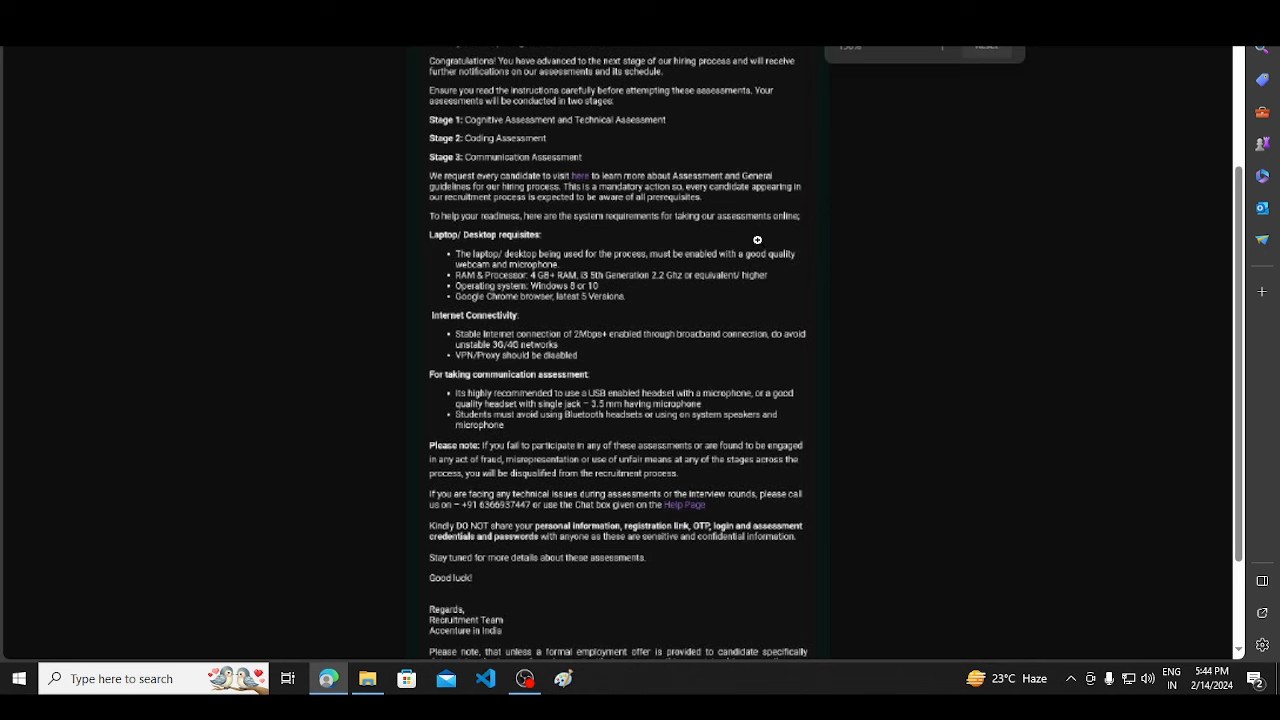 Congratulations! You have advanced to the next stage of our hiring process and will receive
further notifications on our assessments and its schedule.
Ensure you read the instructions carefully before attempting these assessments. Your
assessments will be conducted in two stages:
Stage 1: Cognitive Assessment and Technical Assessment
Stage 2: Coding Assessment
Stage 3: Communication Assessment
We request every candidate to visit here to learn more about Assessment and General
guidelines for our hiring process. This is a mandatory action so, every candidate appearing in
our recruitment process is expected to be aware of all prerequisites.
To help your readiness, here are the system requirements for taking our assessments online;
Laptop/ Desktop requisites:
• The laptop/ desktop being used for the process, must be enabled with a good quality
webcam and microphone.
• RAM & Processor: 4 GB+ RAM, i3 5th Generation 2.2 Ghz or equivalent/ higher
• Operating system: Windows 8 or 10
• Google Chrome browser, latest 5 Versions.
Internet Connectivity:
• Stable Internet connection of 2Mbps+ enabled through broadband connection, do avoid
unstable 3G/4G networks
• VPN/Proxy should be disabled
For taking communication assessment:
• Its highly recommended to use a USB enabled headset with a microphone, or a good
quality headset with single jack – 3.5 mm having microphone
• Students must avoid using Bluetooth headsets or using on system speakers and
microphone
Please note: If you fail to participate in any of these assessments or are found to be engaged
in any act of fraud, misrepresentation or use of unfair means at any of the stages across the
process, you will be disqualified from the recruitment process.
If you are facing any technical issues during assessments or the interview rounds, please call
us on – +91 6366937447 or use the Chat box given on the Help Page
Kindly DO NOT share your personal information, registration link, OTP, login and assessment
credentials and passwords with anyone as these are sensitive and confidential information.
Stay tuned for more details about these assessments.
Good luck!
Regards,
Recruitment Team
Accenture in India
Please note, that unless a formal employment offer is provided to candidate specifically
Type here to search
23°C Haze
ENG
IN
5:44 PM
2/14/2024
2